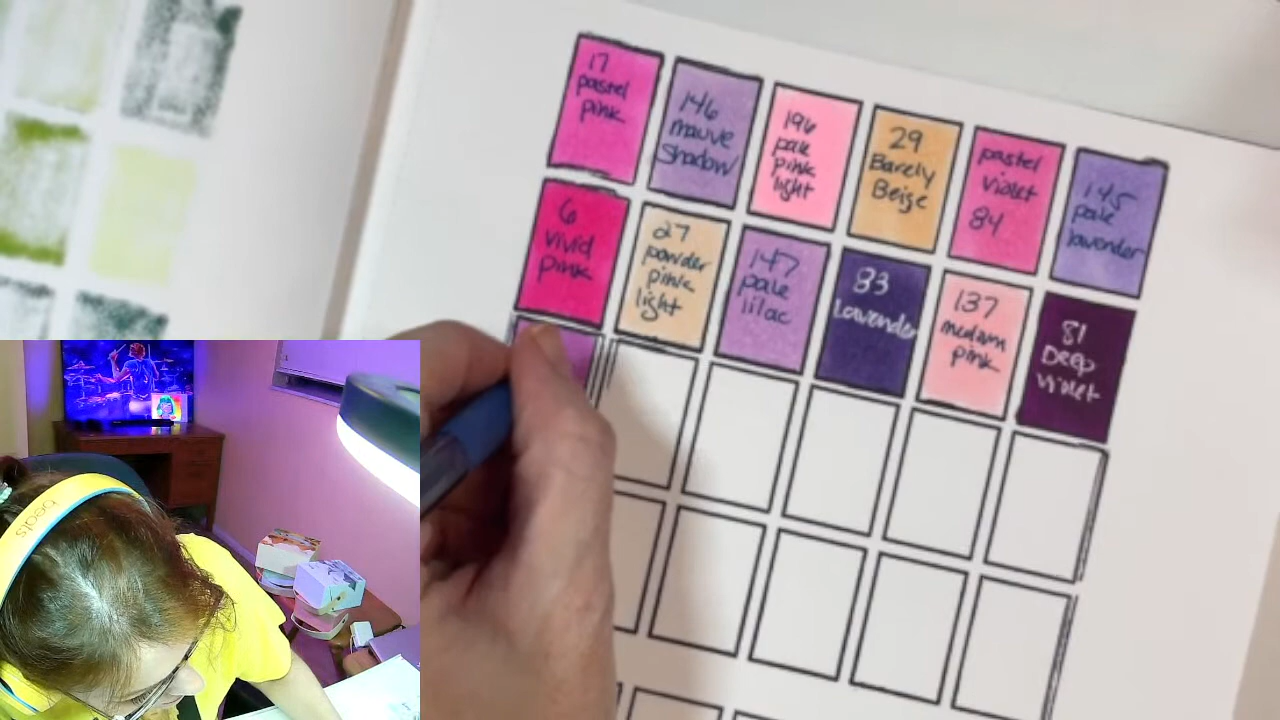 17
pastel
pink
146
mauve
Shadow
196
pale
pink
light
29
Barely
Beige
pastel
violet
84
145
pale
lavender
6
vivid
pink
27
powder
pink
light
147
pale
lilac
83
Lavender
137
medium
pink
81
Deep
violet
beats